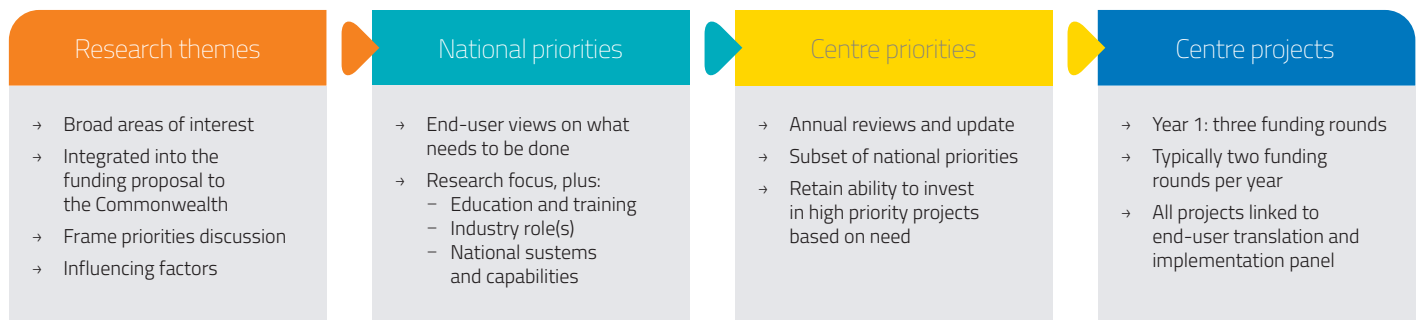 Research themes
→ Broad areas of interest
→ Integrated into the
funding proposal to
the Commonwealth
→ Frame priorities discussion
→ Influencing factors
National priorities
→ End-user views on what
needs to be done
→ Research focus, plus:
– Education and training
– Industry role(s)
– National sustems
and capabilities
Centre priorities
→ Annual reviews and update
→ Subset of national priorities
→ Retain ability to invest
in high priority projects
based on need
Centre projects
→ Year 1: three funding rounds
→ Typically two funding
rounds per year
→ All projects linked to
end-user translation and
implementation panel